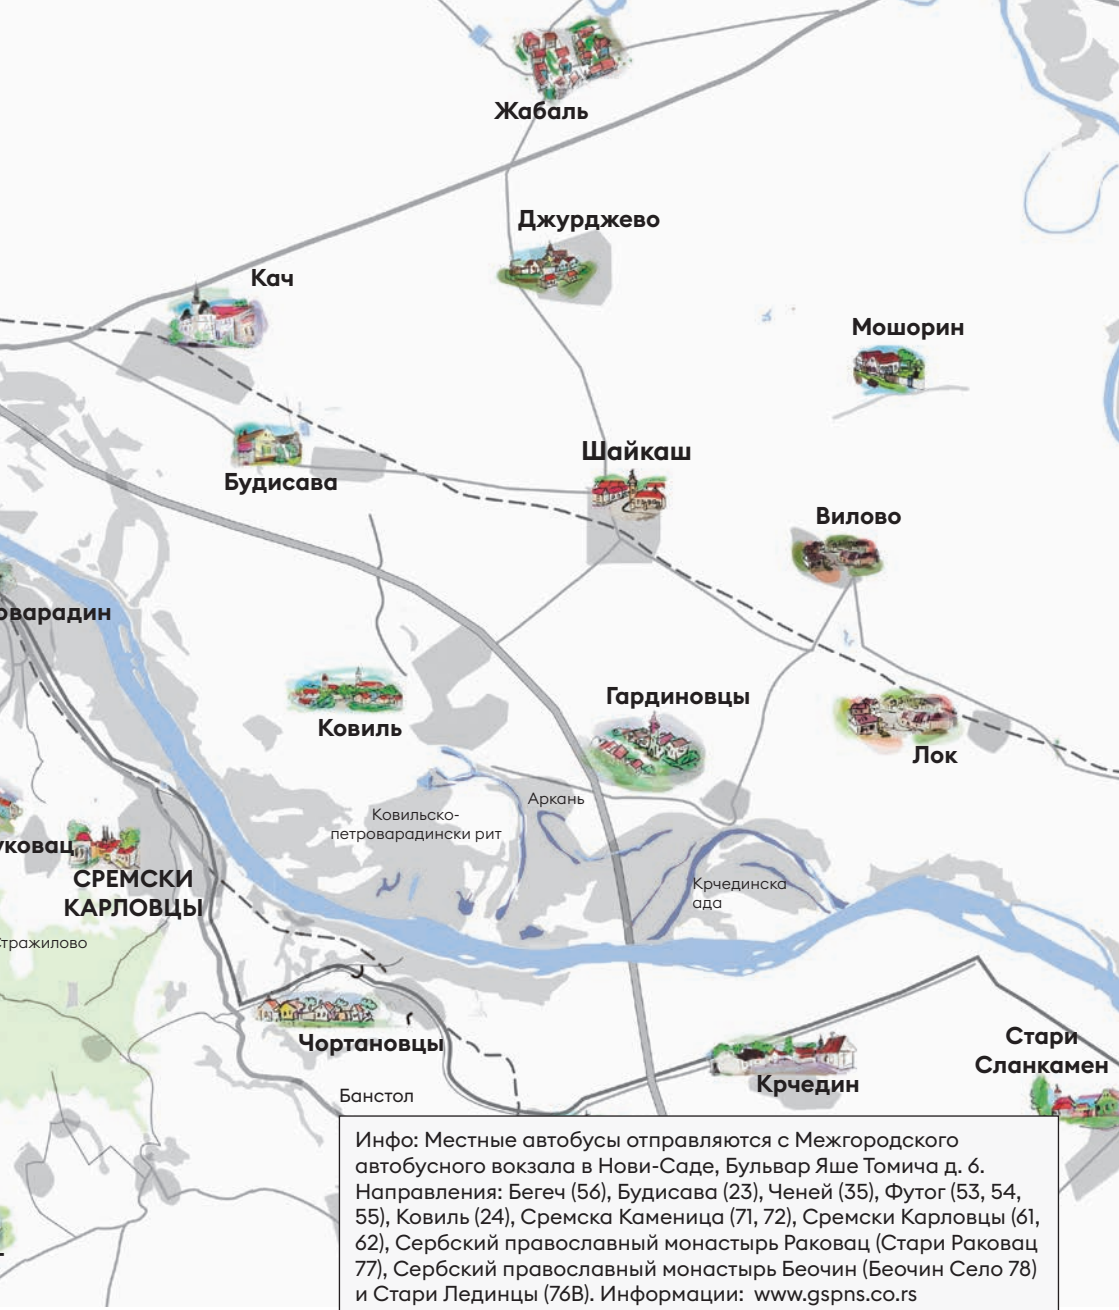 Жабаль
Джурджево
Кач
Мошорин
Шайкаш
Будисава
Вилово
Гардиновцы
Ковиль
Лок
Аркань
Ковильско-
петроварадински рит
Крчединска
ада
СРЕМСКИ
КАРЛОВЦЫ
Чортановцы
Стари
Сланкамен
Крчедин
Банстол
Инфо: Местные автобусы отправляются с Межгородского
автобусного вокзала в Нови-Саде, Бульвар Яше Томича д. 6.
Направления: Бегеч (56), Будисава (23), Ченей (35), Футог (53, 54,
55), Ковиль (24), Сремска Каменица (71, 72), Сремски Карловцы (61,
62), Сербский православный монастырь Раковац (Стари Раковац
77), Сербский православный монастырь Беочин (Беочин Село 78)
и Стари Лединцы (76В). Информации: www.gspns.co.rs